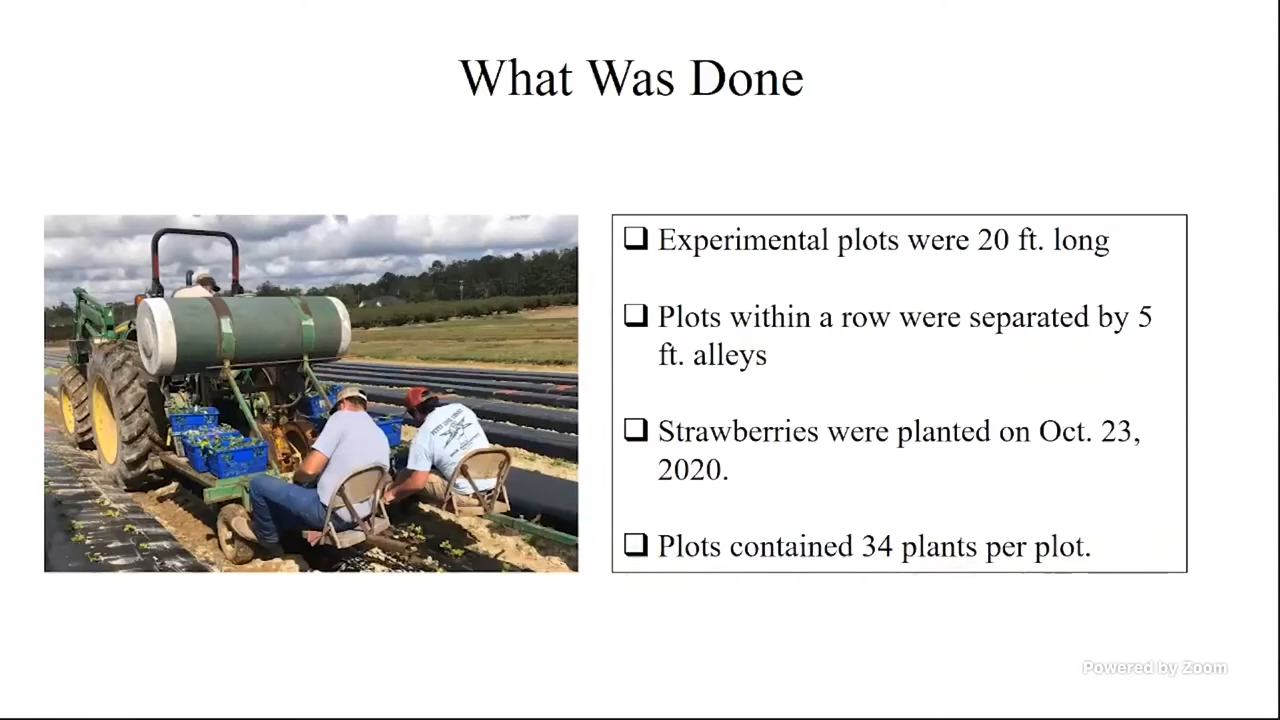 What Was Done
❑ Experimental plots were 20 ft. long
❑ Plots within a row were separated by 5
ft. alleys
❑ Strawberries were planted on Oct. 23,
2020.
❑ Plots contained 34 plants per plot.
Powered by Zoom